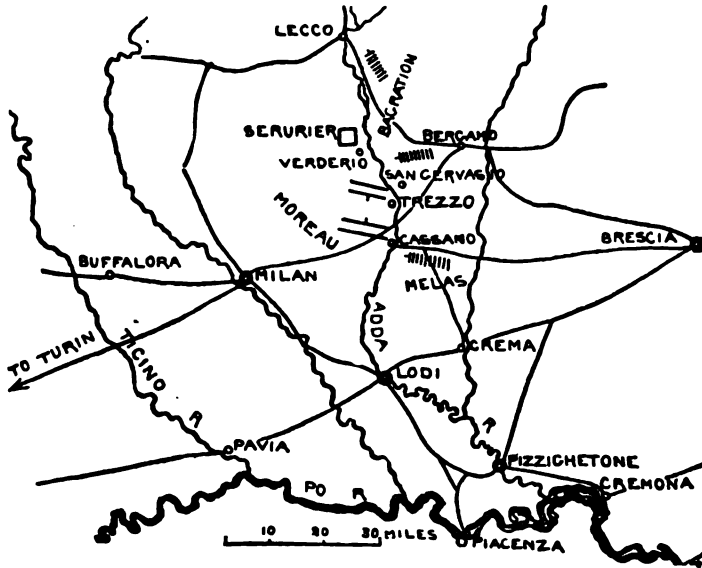 LECCO
BAGRATION
SERURIER
BERGAMO
VERDERIO
SAN GERVASIO
TREZZO
MOREAU
CASSANO
BRESCIA
BUFFALORA
MILAN
MELAS
ADDA
TO TURIN
TICINO
R
CREMA
LODI
R
PAVIA
PIZZIGHETONE
CREMONA
PO R
10 20 30 MILES
PIACENZA